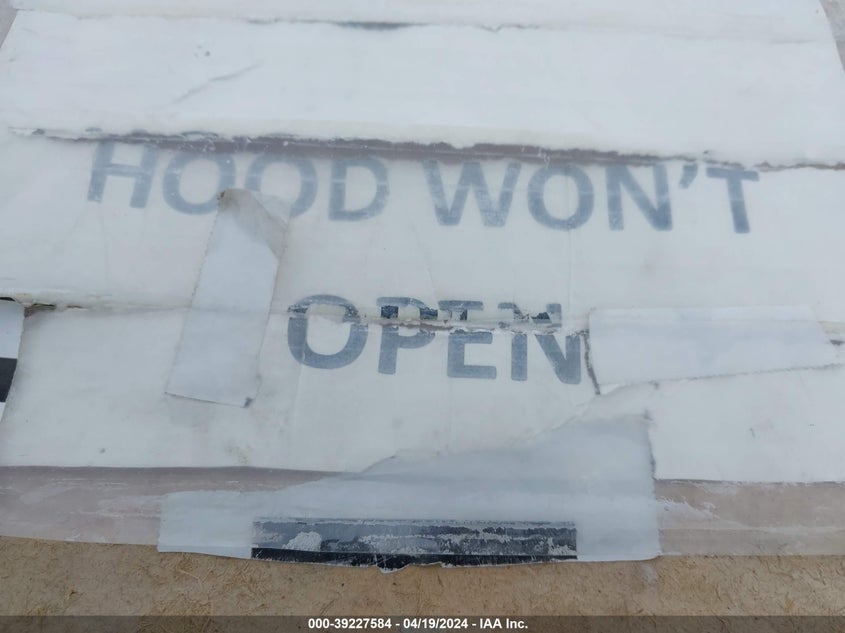 HOOD WON'T
OPEN
000-39227584 - 04/19/2024 - IAA Inc.